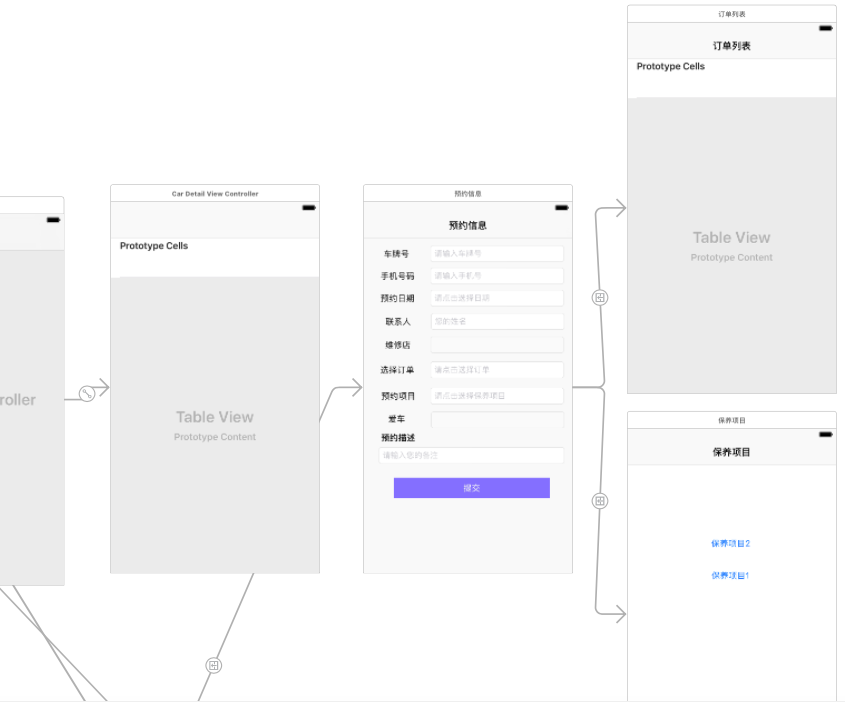 roller
Car Detail View Controller
Prototype Cells
Table View
Prototype Content
预约信息
预约信息
车牌号
请输入车牌号
手机号码
请输入手机号
预约日期
请点击选择日期
联系人
您的姓名
维修店
选择订单
请点击选择订单
预约项目
请点击选择保养项目
爱车
预约描述
请输入您的备注
提交
订单列表
订单列表
Prototype Cells
Table View
Prototype Content
保养项目
保养项目
保养项目2
保养项目1